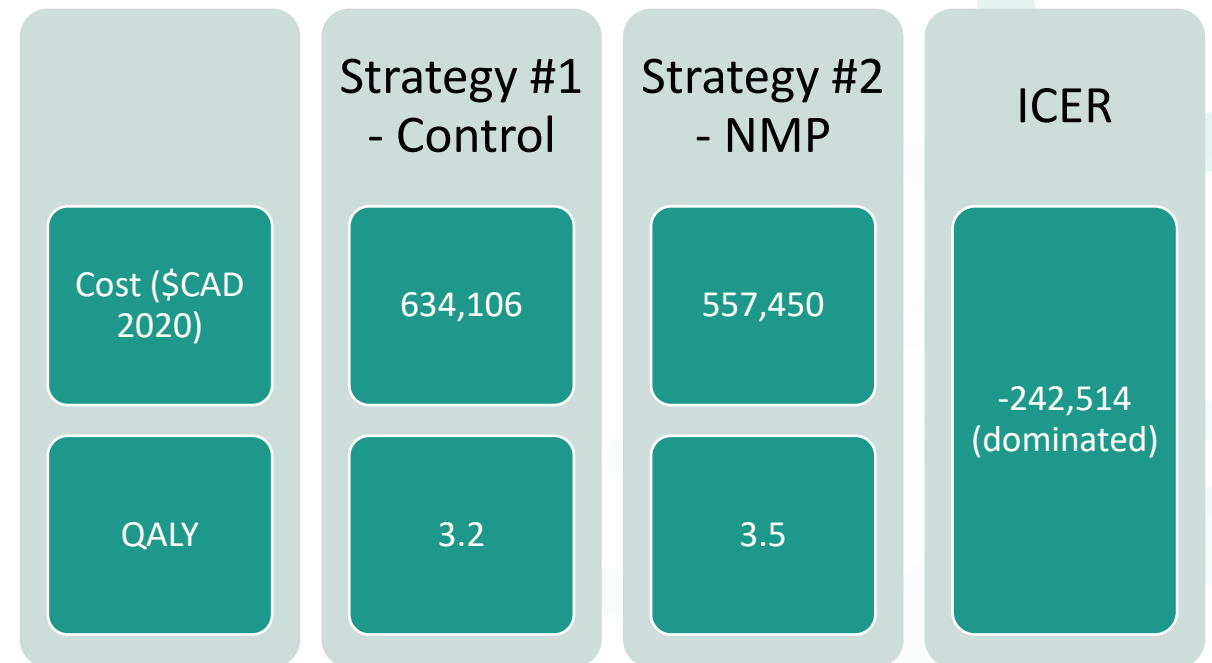 Strategy #1
- Control
Strategy #2
- NMP
ICER
Cost ($CAD
2020)
634,106
557,450
-242,514
(dominated)
QALY
3.2
3.5